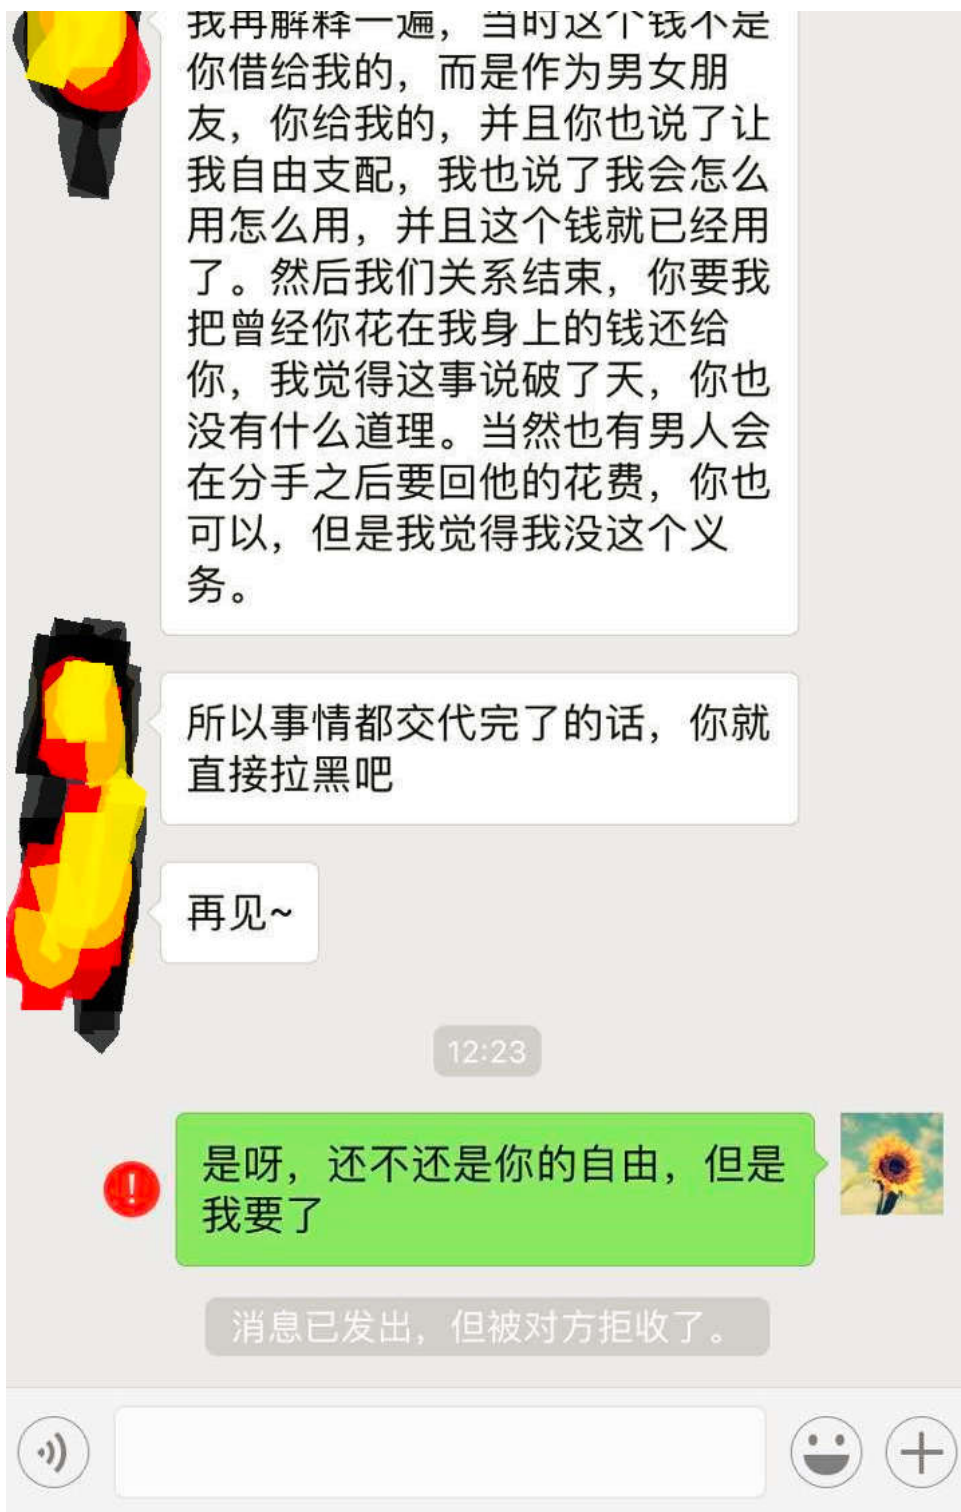 我再解释一遍，当时这个钱不是
你借给我的，而是作为男女朋
友，你给我的，并且你也说了让
我自由支配，我也说了我会怎么
用怎么用，并且这个钱就已经用
了。然后我们关系结束，你要我
把曾经你花在我身上的钱还给
你，我觉得这事说破了天，你也
没有什么道理。当然也有男人会
在分手之后要回他的花费，你也
可以，但是我觉得我没这个义
务。
所以事情都交代完了的话，你就
直接拉黑吧
再见~
12:23
是呀，还不还是你的自由，但是
我要了
消息已发出，但被对方拒收了。